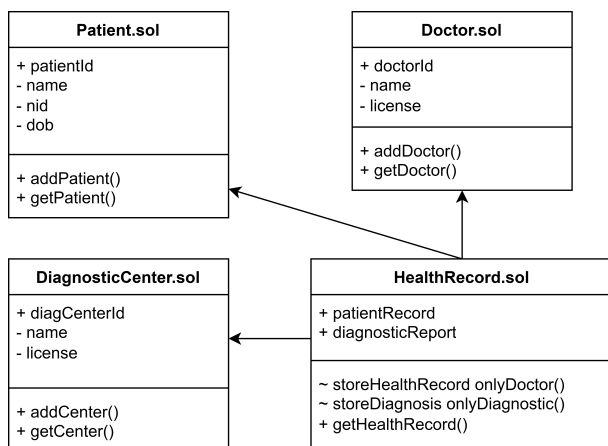 Patient.sol
+ patientId
- name
- nid
- dob
+ addPatient()
+ getPatient()
Doctor.sol
+ doctorId
- name
- license
+ addDoctor()
+ getDoctor()
DiagnosticCenter.sol
+ diagCenterId
- name
- license
+ addCenter()
+ getCenter()
HealthRecord.sol
+ patientRecord
+ diagnosticReport
~ storeHealthRecord onlyDoctor()
~ storeDiagnosis onlyDiagnostic()
+ getHealthRecord()